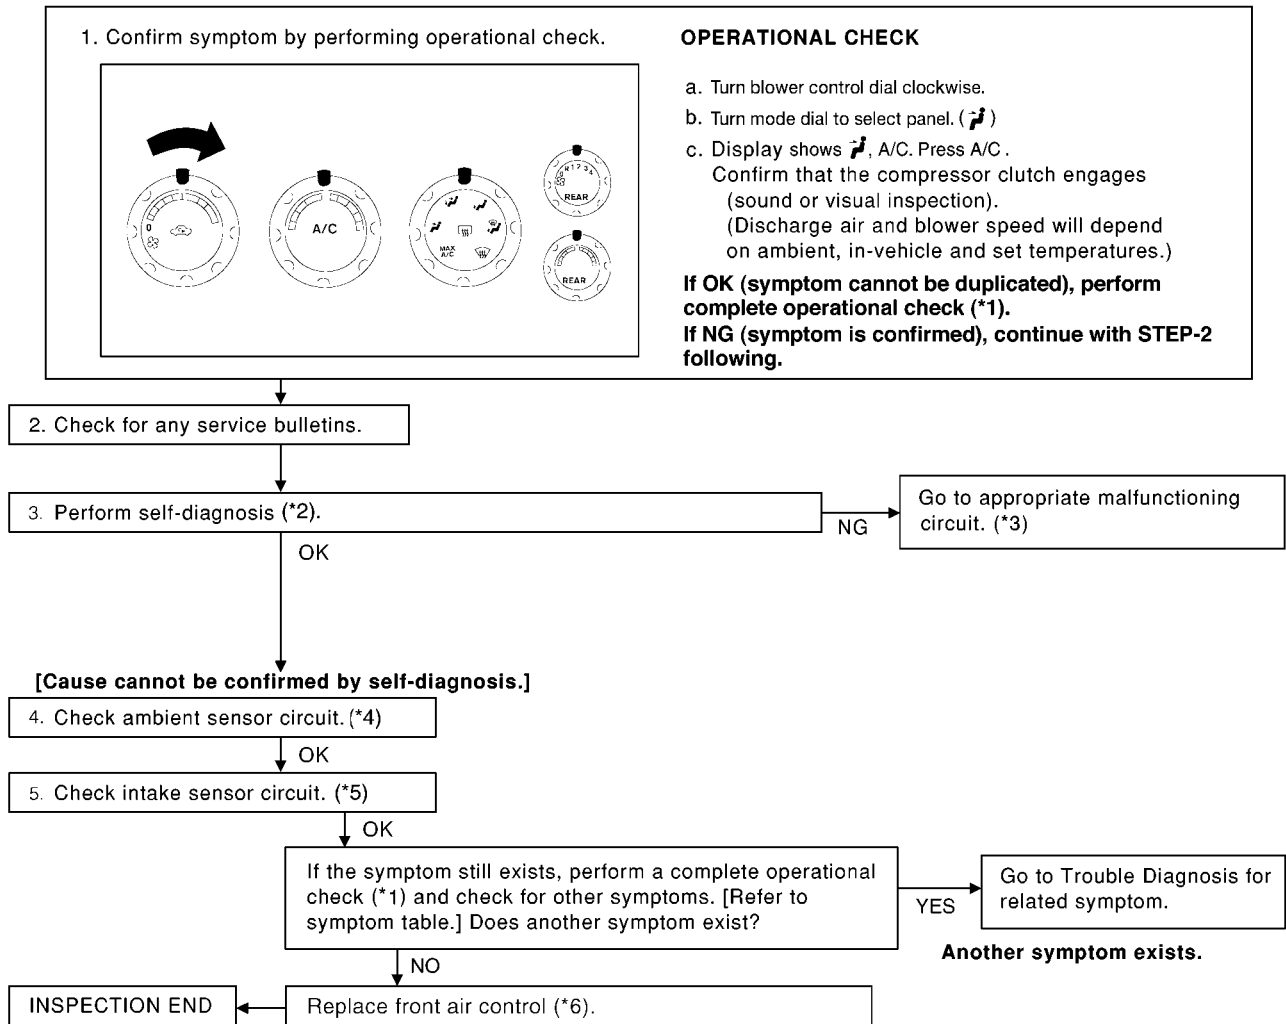 1. Confirm symptom by performing operational check.
0
A/C
MAX
A/C
0 R 1 2 3 4
REAR
REAR
OPERATIONAL CHECK
a. Turn blower control dial clockwise.
b. Turn mode dial to select panel. ( )
c. Display shows , A/C. Press A/C .
Confirm that the compressor clutch engages
(sound or visual inspection).
(Discharge air and blower speed will depend
on ambient, in-vehicle and set temperatures.)
If OK (symptom cannot be duplicated), perform
complete operational check (*1).
If NG (symptom is confirmed), continue with STEP-2
following.
2. Check for any service bulletins.
3. Perform self-diagnosis (*2).
NG
Go to appropriate malfunctioning
circuit. (*3)
OK
[Cause cannot be confirmed by self-diagnosis.]
4. Check ambient sensor circuit. (*4)
OK
5. Check intake sensor circuit. (*5)
OK
If the symptom still exists, perform a complete operational
check (*1) and check for other symptoms. [Refer to
symptom table.] Does another symptom exist?
YES
Go to Trouble Diagnosis for
related symptom.
Another symptom exists.
NO
INSPECTION END
Replace front air control (*6).